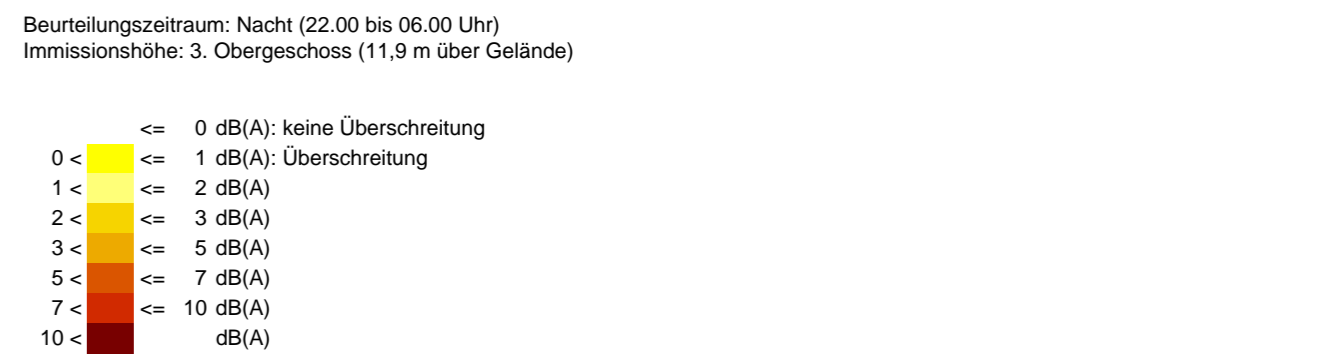 Beurteilungszeitraum: Nacht (22.00 bis 06.00 Uhr)
Immissionshöhe: 3. Obergeschoss (11,9 m über Gelände)
<= 0 dB(A): keine Überschreitung
0 < <= 1 dB(A): Überschreitung
1 < <= 2 dB(A)
2 < <= 3 dB(A)
3 < <= 5 dB(A)
5 < <= 7 dB(A)
7 < <= 10 dB(A)
10 < dB(A)